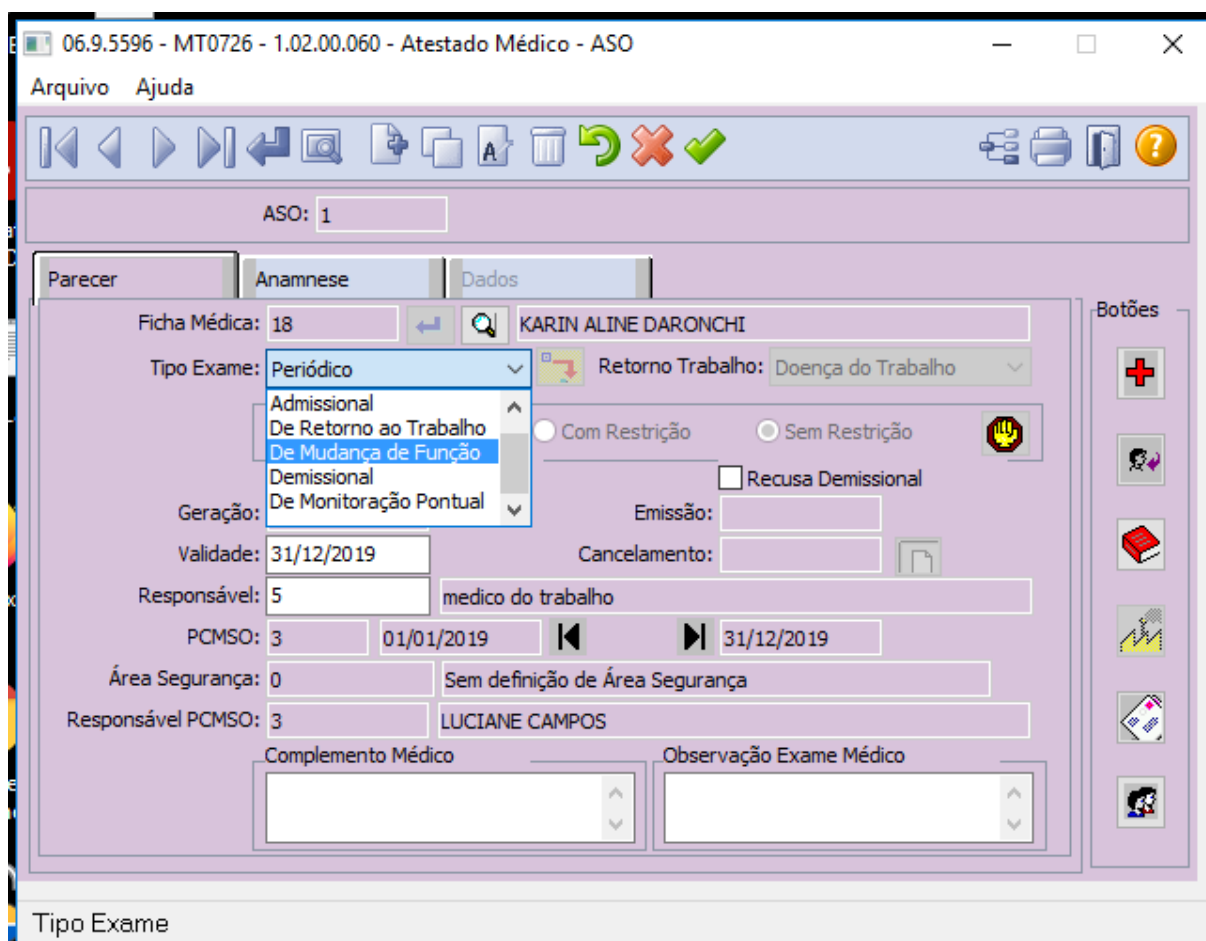 06.9.5596 - MT0726 - 1.02.00.060 - Atestado Médico - ASO
Arquivo Ajuda
ASO: 1
Parecer Anamnese Dados
Botões
Ficha Médica: 18 KARIN ALINE DARONCHI
Tipo Exame: Periódico Retorno Trabalho: Doença do Trabalho
Admissional
De Retorno ao Trabalho
De Mudança de Função
Demissional
De Monitoração Pontual
Com Restrição Sem Restrição
Recusa Demissional
Geração: Emissão:
Validade: 31/12/2019 Cancelamento:
Responsável: 5 medico do trabalho
PCMSO: 3 01/01/2019 31/12/2019
Área Segurança: 0 Sem definição de Área Segurança
Responsável PCMSO: 3 LUCIANE CAMPOS
Complemento Médico Observação Exame Médico
Tipo Exame